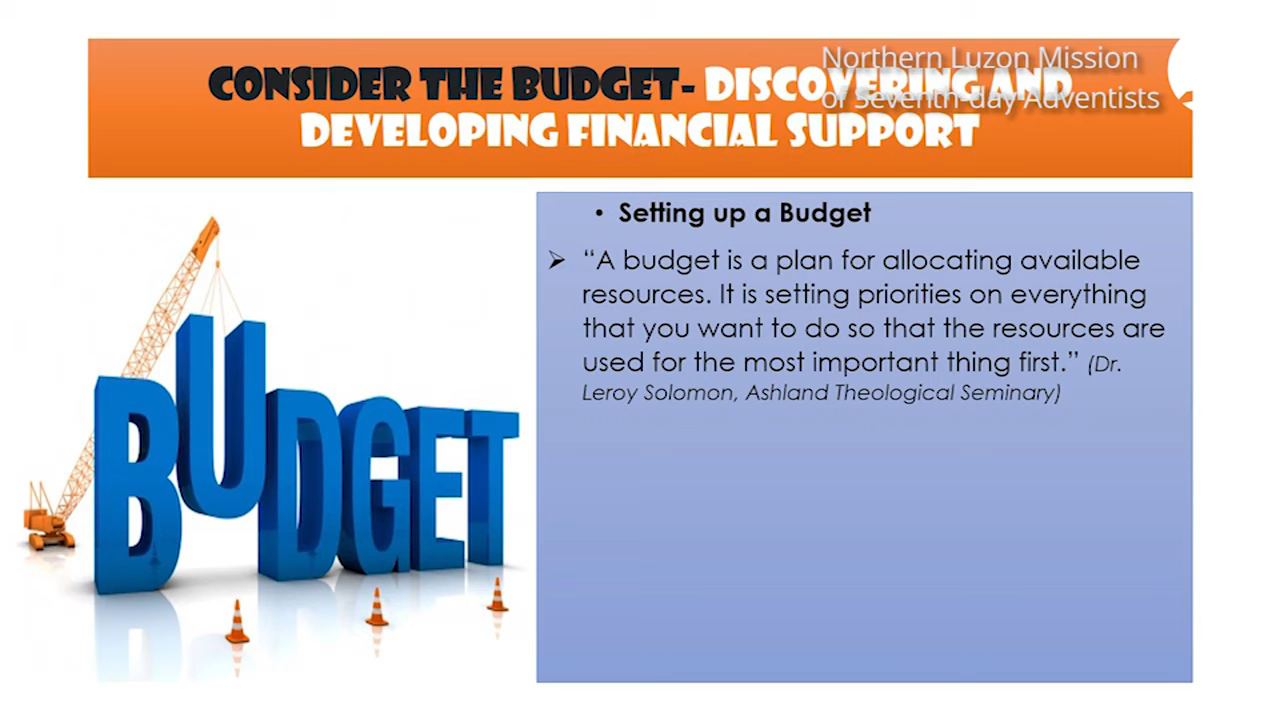 CONSIDER THE BUDGET- DISCOVERING AND
DEVELOPING FINANCIAL SUPPORT
Northern Luzon Mission
of Seventh-day Adventists
BUDGET
• Setting up a Budget
➢ “A budget is a plan for allocating available
resources. It is setting priorities on everything
that you want to do so that the resources are
used for the most important thing first.” (Dr.
Leroy Solomon, Ashland Theological Seminary)